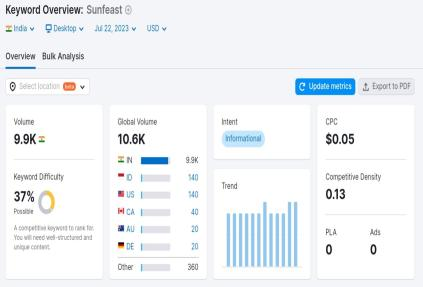 Keyword Overview: Sunfeast
India Desktop Jul 22, 2023 USD
Overview Bulk Analysis
Select location beta
Update metrics Export to PDF
Volume
9.9K
Keyword Difficulty
37%
Possible
A competitive keyword to rank for.
You will need well-structured and
unique content.
Global Volume
10.6K
IN 9.9K
ID 140
US 140
CA 40
AU 20
DE 20
Other 360
Intent
Informational
Trend
CPC
$0.05
Competitive Density
0.13
PLA Ads
0 0